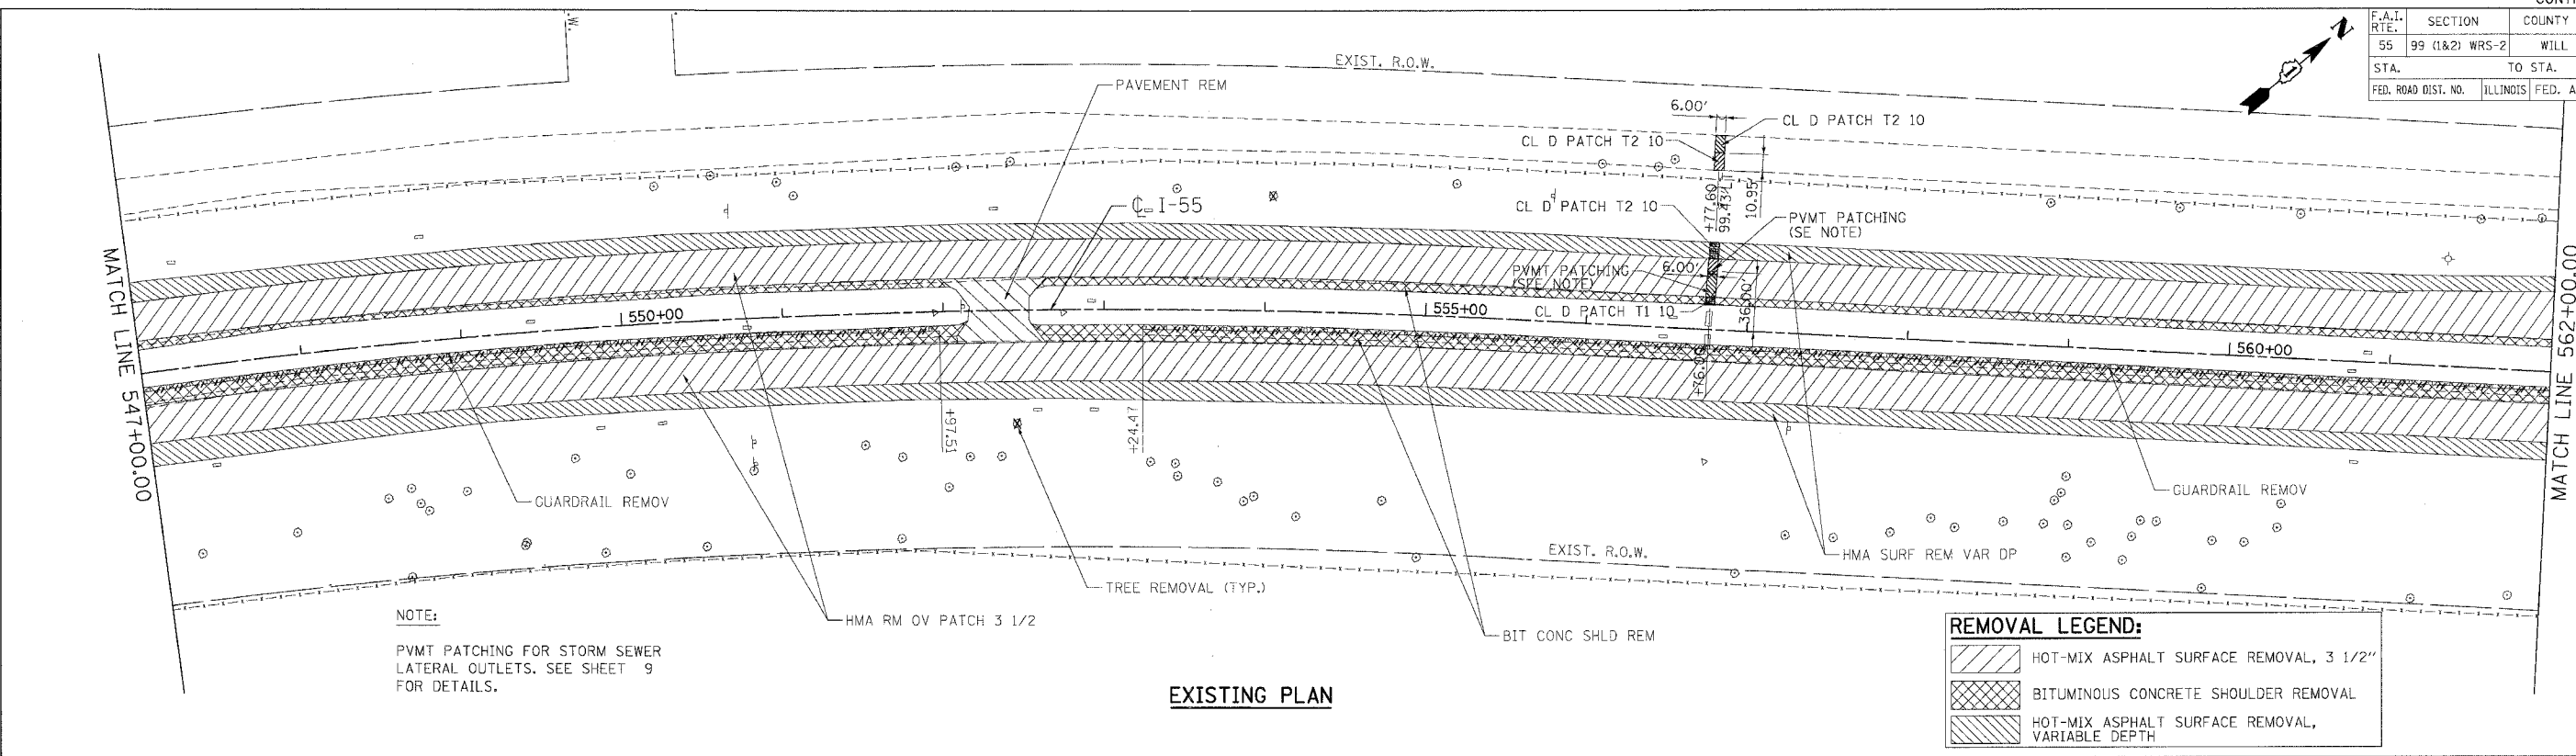 F.A.I. RTE. SECTION COUNTY
55 99 (1&2) WRS-2 WILL
STA. TO STA.
FED. ROAD DIST. NO. ILLINOIS FED. A
N
W.
EXIST. R.O.W.
PAVEMENT REM
6.00'
CL D PATCH T2 10
CL D PATCH T2 10
10.95'
+77.60
99.43' LT
℄ I-55
CL D PATCH T2 10
PVMT PATCHING
(SE NOTE)
PVMT PATCHING
(SEE NOTE)
6.00'
36.00'
CL D PATCH T1 10
+76.99
550+00
555+00
560+00
MATCH LINE 547+00.00
MATCH LINE 562+00.00
+97.51
+24.47
GUARDRAIL REMOV
GUARDRAIL REMOV
EXIST. R.O.W.
HMA SURF REM VAR DP
TREE REMOVAL (TYP.)
HMA RM OV PATCH 3 1/2
BIT CONC SHLD REM
NOTE:
PVMT PATCHING FOR STORM SEWER
LATERAL OUTLETS. SEE SHEET 9
FOR DETAILS.
EXISTING PLAN
REMOVAL LEGEND:
HOT-MIX ASPHALT SURFACE REMOVAL, 3 1/2"
BITUMINOUS CONCRETE SHOULDER REMOVAL
HOT-MIX ASPHALT SURFACE REMOVAL,
VARIABLE DEPTH